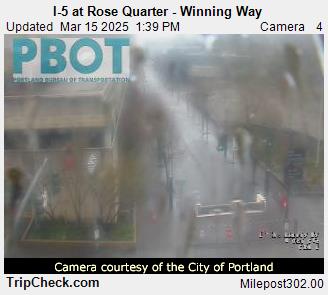 I-5 at Rose Quarter - Winning Way
Updated Mar 15 2025 1:39 PM Camera 4
PBOT
PORTLAND BUREAU OF TRANSPORTATION
Camera courtesy of the City of Portland
TripCheck.com Milepost302.00